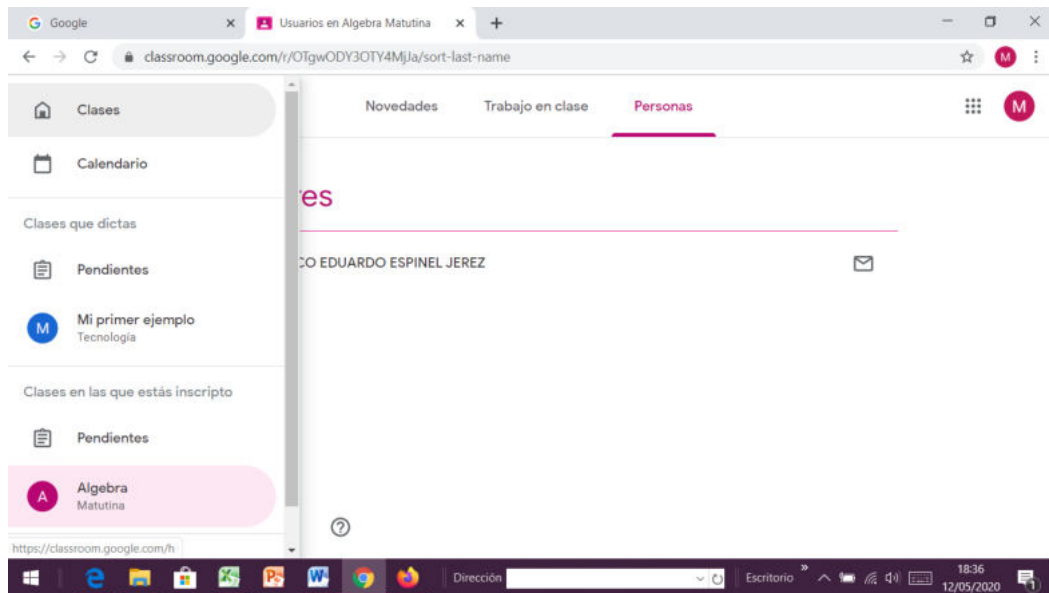 Google
Usuarios en Algebra Matutina
classroom.google.com/r/OTgwODY3OTY4MjJa/sort-last-name
M
Clases
Novedades
Trabajo en clase
Personas
M
Calendario
es
Clases que dictas
CO EDUARDO ESPINEL JEREZ
Pendientes
M
Mi primer ejemplo
Tecnología
Clases en las que estás inscripto
Pendientes
A
Algebra
Matutina
https://classroom.google.com/h
Dirección
Escritorio
18:36
12/05/2020